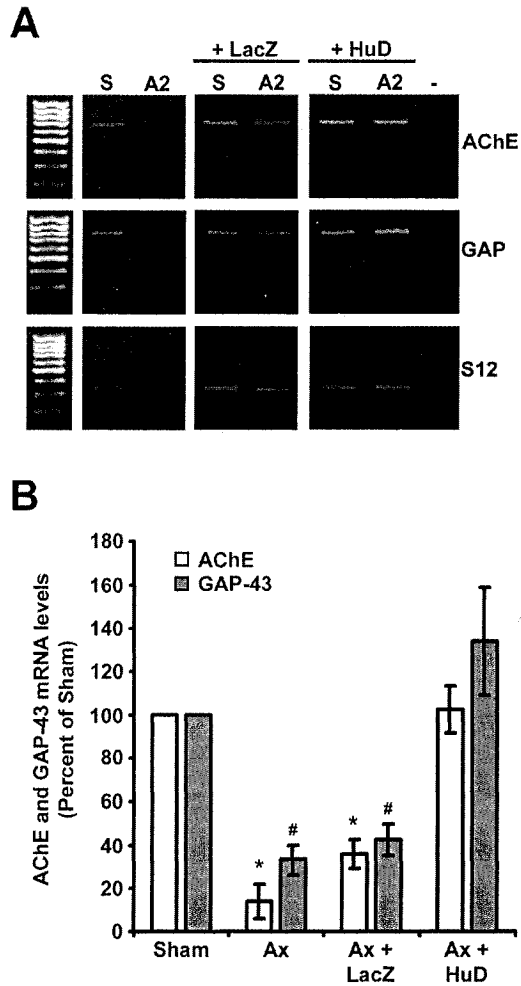 A
+ LacZ + HuD
S A2 S A2 S A2 -
AChE
GAP
S12
B
AChE and GAP-43 mRNA levels
(Percent of Sham)
180
160
140
120
100
80
60
40
20
0
AChE
GAP-43
* # * #
Sham Ax Ax + Ax +
LacZ HuD